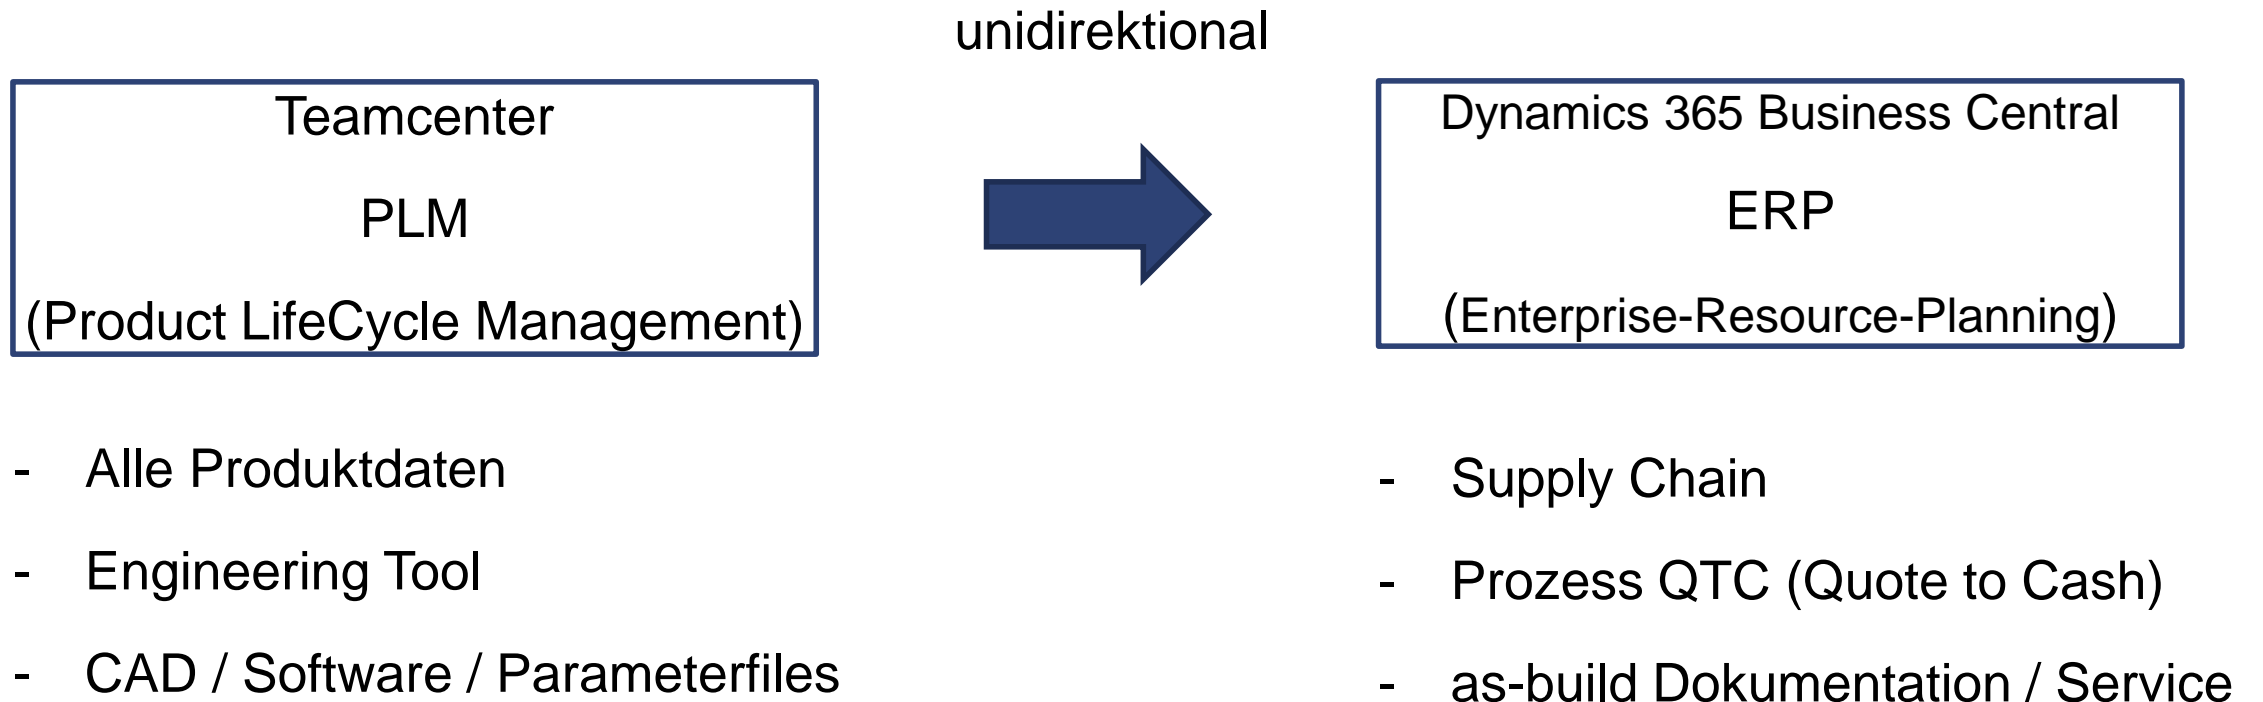 unidirektional
Teamcenter
PLM
(Product LifeCycle Management)
Dynamics 365 Business Central
ERP
(Enterprise-Resource-Planning)
- Alle Produktdaten
- Engineering Tool
- CAD / Software / Parameterfiles
- Supply Chain
- Prozess QTC (Quote to Cash)
- as-build Dokumentation / Service